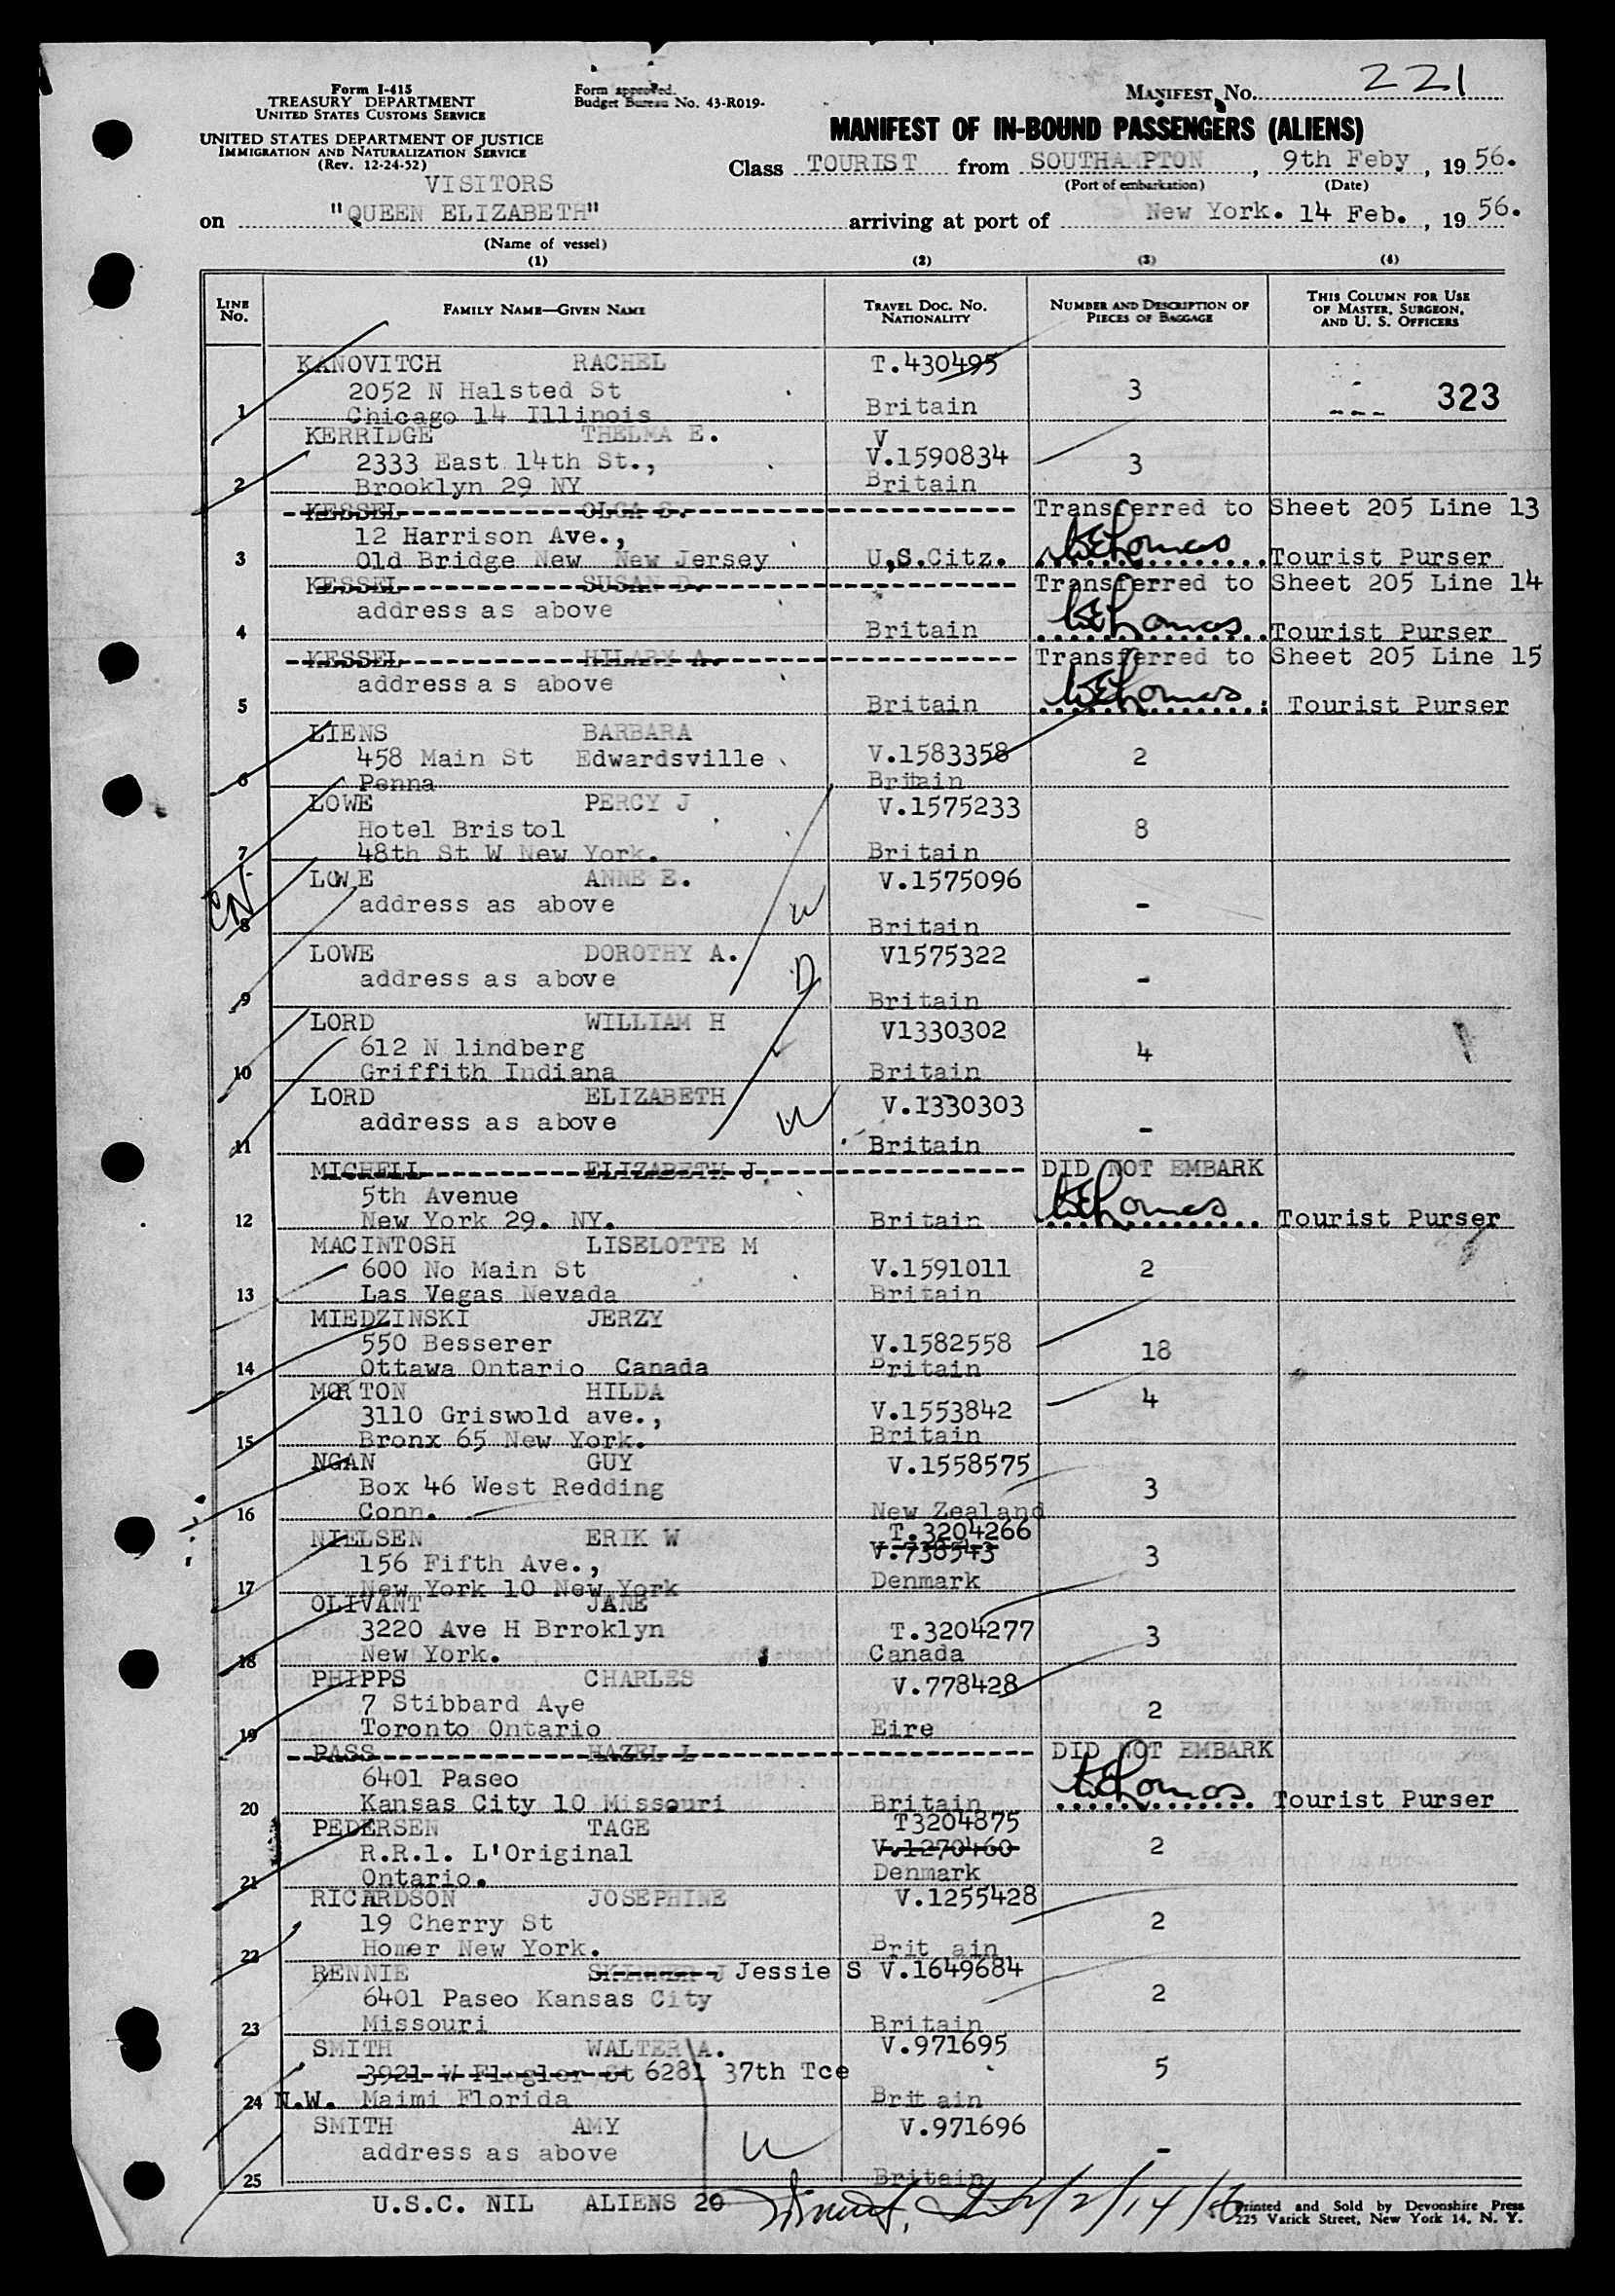 Form I-415
TREASURY DEPARTMENT
UNITED STATES CUSTOMS SERVICE
UNITED STATES DEPARTMENT OF JUSTICE
IMMIGRATION AND NATURALIZATION SERVICE
(Rev. 12-24-52)
Form approved.
Budget Bureau No. 43-R019-
MANIFEST NO. 221
MANIFEST OF IN-BOUND PASSENGERS (ALIENS)
Class TOURIST from SOUTHAMPTON, 9th Feby, 1956.
(Port of embarkation) (Date)
VISITORS
on "QUEEN ELIZABETH" arriving at port of New York. 14 Feb., 1956.
(Name of vessel)
(1) (2) (3) (4)
LINE NO. FAMILY NAME—GIVEN NAME TRAVEL DOC. NO. NATIONALITY NUMBER AND DESCRIPTION OF PIECES OF BAGGAGE THIS COLUMN FOR USE OF MASTER, SURGEON, AND U. S. OFFICERS
KANOVITCH RACHEL T.430495
2052 N Halsted St 3 323
1 Chicago 14 Illinois Britain
KERRIDGE THELMA E. V
2333 East 14th St., V.1590834 3
2 Brooklyn 29 NY Britain
KESSEL OLGA S. Transferred to Sheet 205 Line 13
12 Harrison Ave.,
3 Old Bridge New New Jersey U,S.Citz. Tourist Purser
KESSEL SUSAN D. Transferred to Sheet 205 Line 14
address as above
4 Britain Tourist Purser
KESSEL HILARY A. Transferred to Sheet 205 Line 15
address a s above
5 Britain : Tourist Purser
LIENS BARBARA
458 Main St Edwardsville V.1583358 2
6 Penna Britain
LOWE PERCY J V.1575233
Hotel Bristol 8
7 48th St W New York. Britain
LOWE ANNE E. V.1575096
address as above W -
8 Britain
LOWE DOROTHY A. V1575322
address as above D -
9 Britain
LORD WILLIAM H V1330302
612 N lindberg 4
10 Griffith Indiana Britain
LORD ELIZABETH V.1330303
address as above W -
11 Britain
MICHELL ELIZABETH J. DID NOT EMBARK
5th Avenue
12 New York 29. NY. Britain Tourist Purser
MACINTOSH LISELOTTE M
600 No Main St V.1591011 2
13 Las Vegas Nevada Britain
MIEDZINSKI JERZY
550 Besserer V.1582558 18
14 Ottawa Ontario Canada Britain
MORTON HILDA 4
3110 Griswold ave., V.1553842
15 Bronx 65 New York. Britain
NGAN GUY V.1558575
Box 46 West Redding 3
16 Conn. New Zealand
NIELSEN ERIK W T.3204266
156 Fifth Ave., V.738543 3
17 New York 10 New York Denmark
OLIVANT JANE
3220 Ave H Brroklyn T.3204277 3
18 New York. Canada
PHIPPS CHARLES V.778428
7 Stibbard Ave 2
19 Toronto Ontario Eire
PASS HAZEL L DID NOT EMBARK
6401 Paseo
20 Kansas City 10 Missouri Britain Tourist Purser
PEDERSEN TAGE T3204875
R.R.1. L'Original V.1270460 2
21 Ontario. Denmark
RICHARDSON JOSEPHINE V.1255428
19 Cherry St 2
22 Homer New York. Brit ain
RENNIE SKINNER J Jessie S V.1649684
6401 Paseo Kansas City 2
23 Missouri Britain
SMITH WALTER A. V.971695
3921 W Flagler St 6281 37th Tce 5
24 N.W. Maimi Florida Britain
SMITH AMY V.971696
address as above W -
25 Britain
U.S.C. NIL ALIENS 20
Printed and Sold by Devonshire Press
225 Varick Street, New York 14, N. Y.